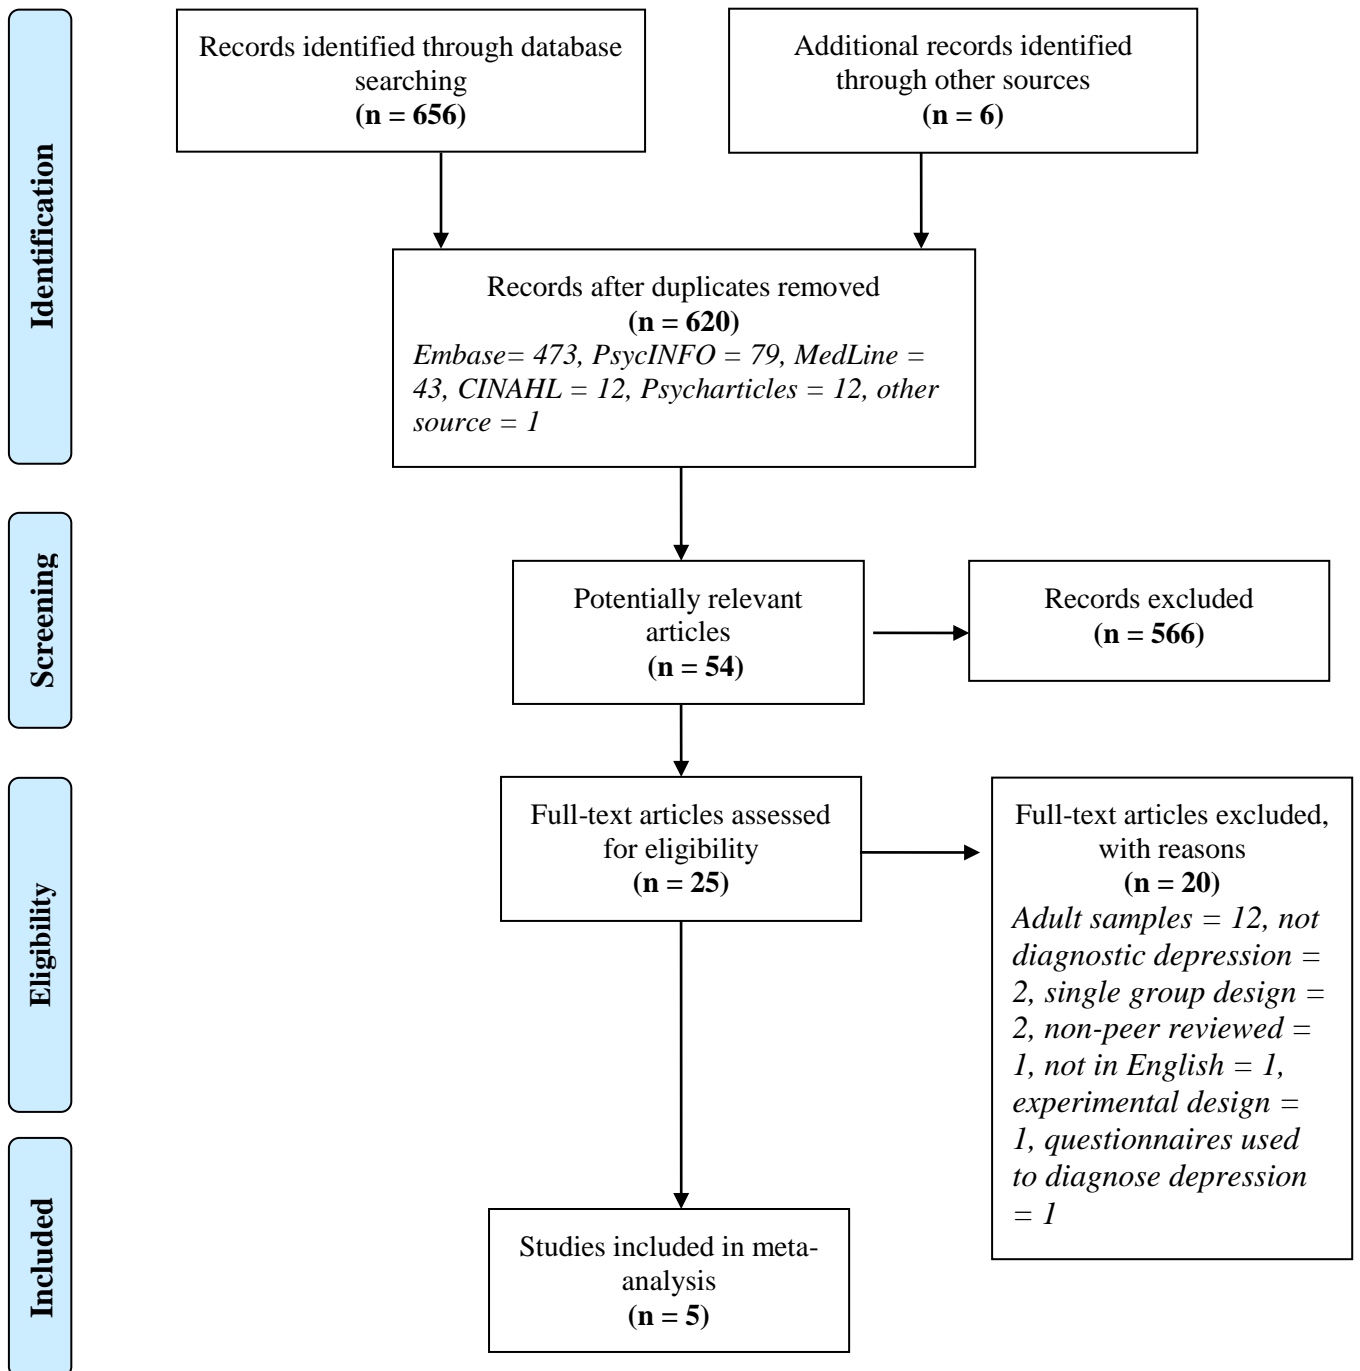 Identification
Records identified through database
searching
(n = 656)
Additional records identified
through other sources
(n = 6)
Records after duplicates removed
(n = 620)
Embase= 473, PsycINFO = 79, MedLine =
43, CINAHL = 12, Psycharticles = 12, other
source = 1
Screening
Potentially relevant
articles
(n = 54)
Records excluded
(n = 566)
Eligibility
Full-text articles assessed
for eligibility
(n = 25)
Full-text articles excluded,
with reasons
(n = 20)
Adult samples = 12, not
diagnostic depression =
2, single group design =
2, non-peer reviewed =
1, not in English = 1,
experimental design =
1, questionnaires used
to diagnose depression
= 1
Included
Studies included in meta-
analysis
(n = 5)